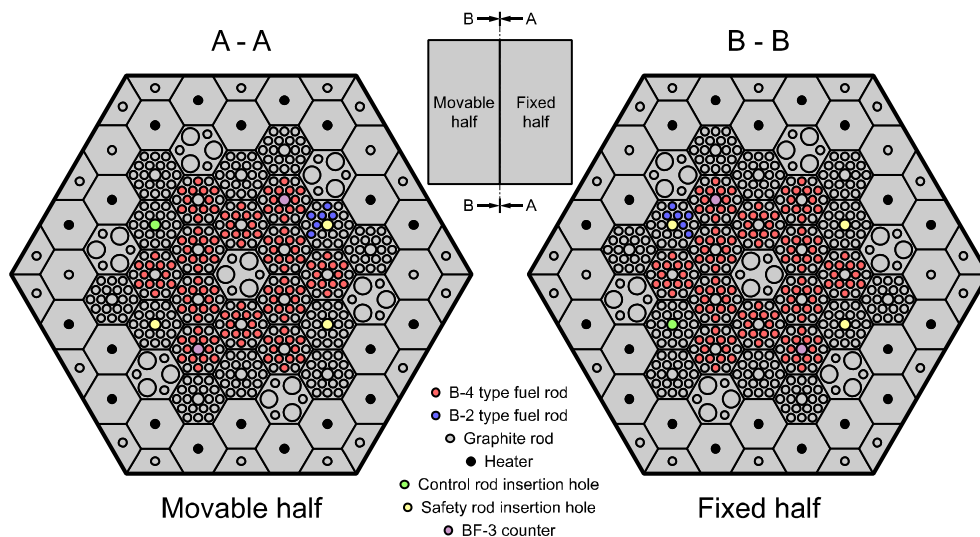 A - A
B
A
B - B
Movable
half
Fixed
half
B
A
B-4 type fuel rod
B-2 type fuel rod
Graphite rod
Heater
Control rod insertion hole
Safety rod insertion hole
BF-3 counter
Movable half
Fixed half